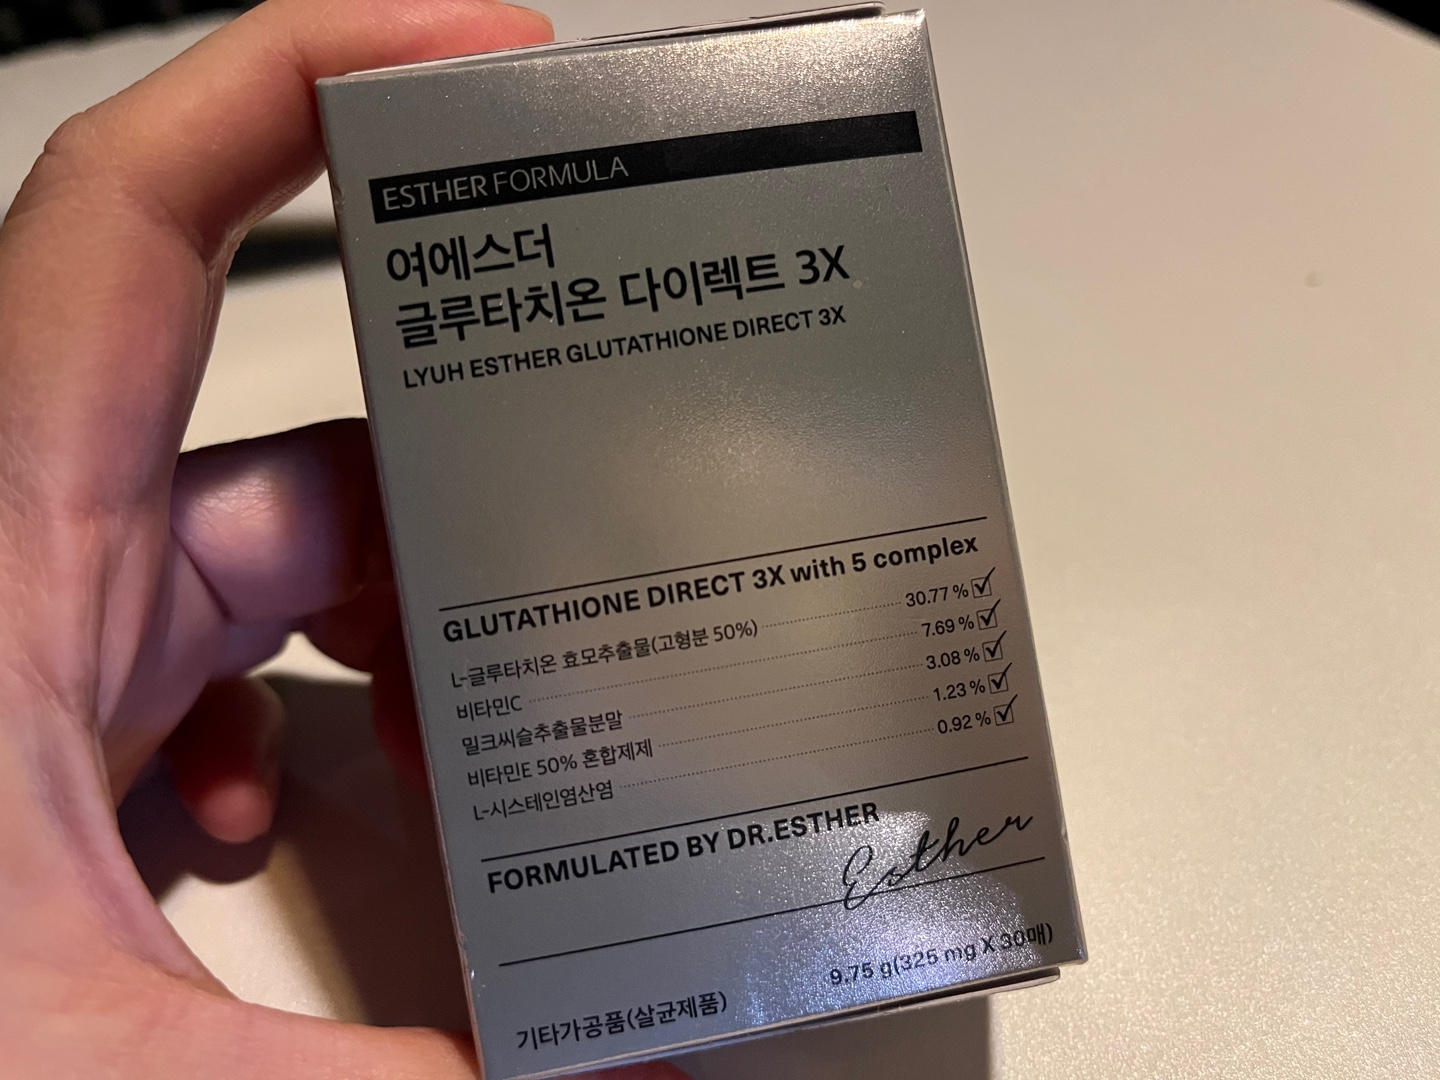 ESTHER FORMULA
여에스더
글루타치온 다이렉트 3X
LYUH ESTHER GLUTATHIONE DIRECT 3X
GLUTATHIONE DIRECT 3X with 5 complex
L-글루타치온 효모추출물(고형분 50%) 30.77 %
비타민C 7.69 %
밀크씨슬추출물분말 3.08 %
비타민E 50% 혼합제제 1.23 %
L-시스테인염산염 0.92 %
FORMULATED BY DR.ESTHER
Esther
9.75 g(325 mg X 30매)
기타가공품(살균제품)